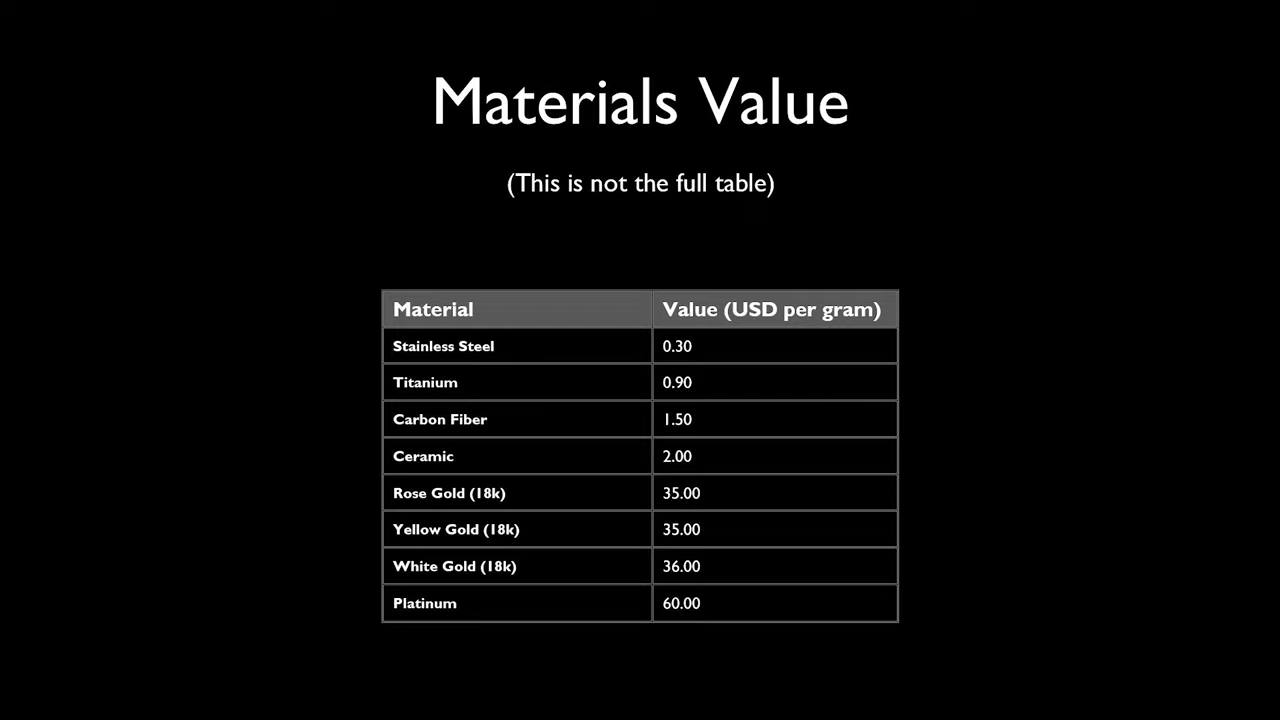 Materials Value
(This is not the full table)
Material Value (USD per gram)
Stainless Steel 0.30
Titanium 0.90
Carbon Fiber 1.50
Ceramic 2.00
Rose Gold (18k) 35.00
Yellow Gold (18k) 35.00
White Gold (18k) 36.00
Platinum 60.00